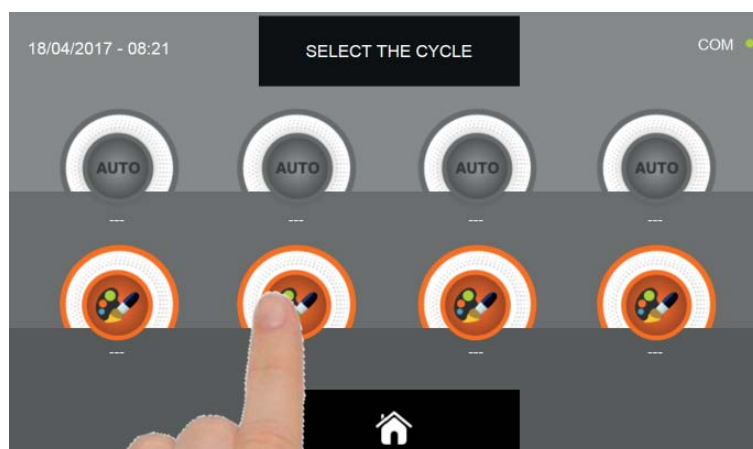 18/04/2017 - 08:21
SELECT THE CYCLE
COM
AUTO
AUTO
AUTO
AUTO
---
---
---
---
---
---
---
---